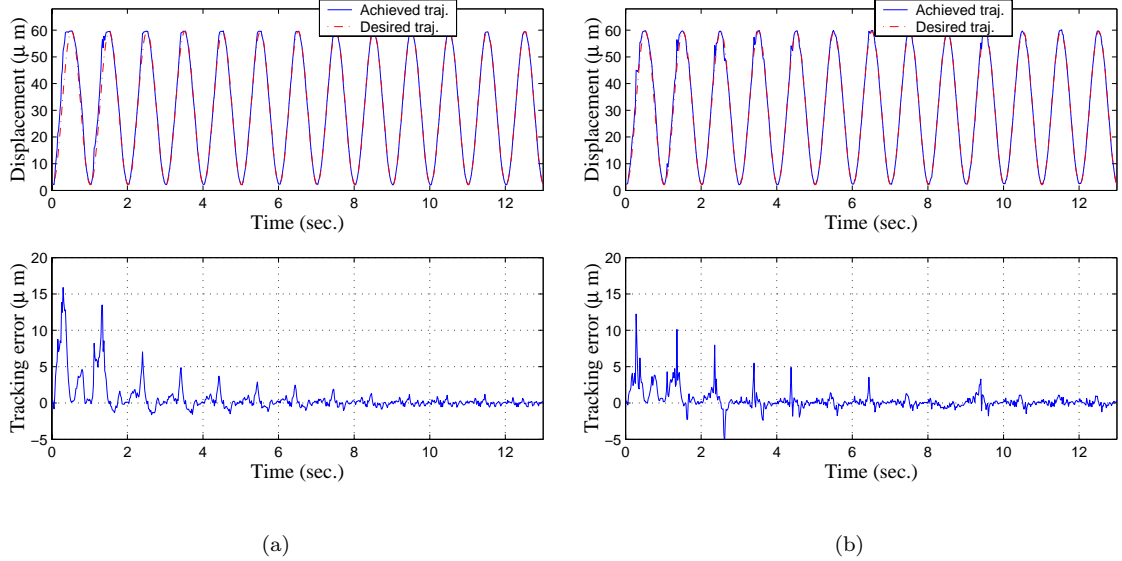 Achieved traj.
Desired traj.
Displacement (μ m)
60
50
40
30
20
10
0
0 2 4 6 8 10 12
Time (sec.)
Tracking error (μ m)
20
15
10
5
0
−5
0 2 4 6 8 10 12
Time (sec.)
(a)
Achieved traj.
Desired traj.
Displacement (μ m)
60
50
40
30
20
10
0
0 2 4 6 8 10 12
Time (sec.)
Tracking error (μ m)
20
15
10
5
0
−5
0 2 4 6 8 10 12
Time (sec.)
(b)